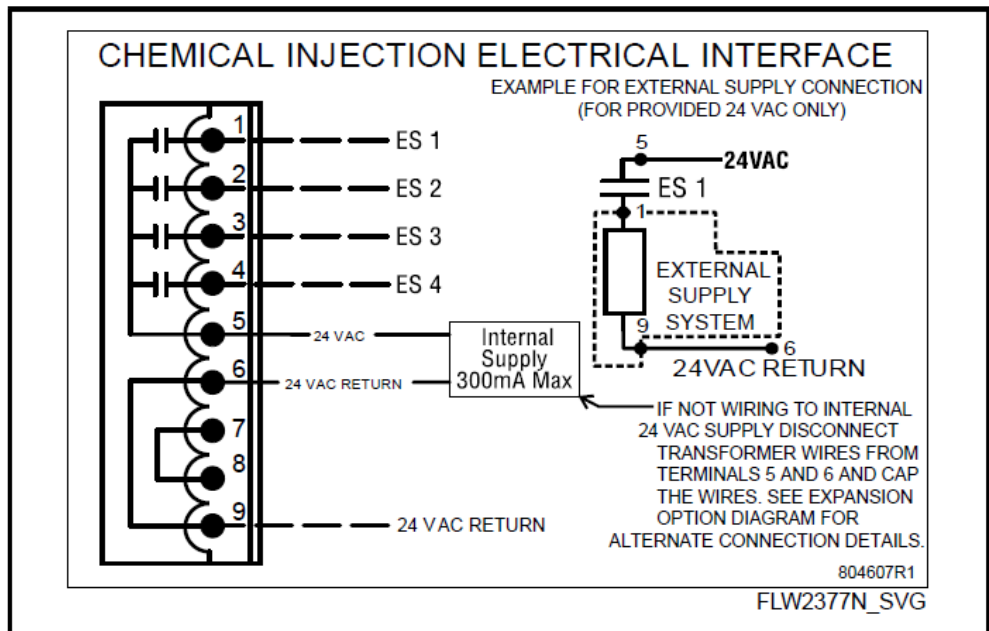 CHEMICAL INJECTION ELECTRICAL INTERFACE
EXAMPLE FOR EXTERNAL SUPPLY CONNECTION
(FOR PROVIDED 24 VAC ONLY)
1
ES 1
2
ES 2
3
ES 3
4
ES 4
5
24 VAC
6
24 VAC RETURN
7
8
9
24 VAC RETURN
Internal
Supply
300mA Max
5
24VAC
ES 1
1
EXTERNAL
SUPPLY
SYSTEM
9
6
24VAC RETURN
IF NOT WIRING TO INTERNAL
24 VAC SUPPLY DISCONNECT
TRANSFORMER WIRES FROM
TERMINALS 5 AND 6 AND CAP
THE WIRES. SEE EXPANSION
OPTION DIAGRAM FOR
ALTERNATE CONNECTION DETAILS.
804607R1
FLW2377N_SVG